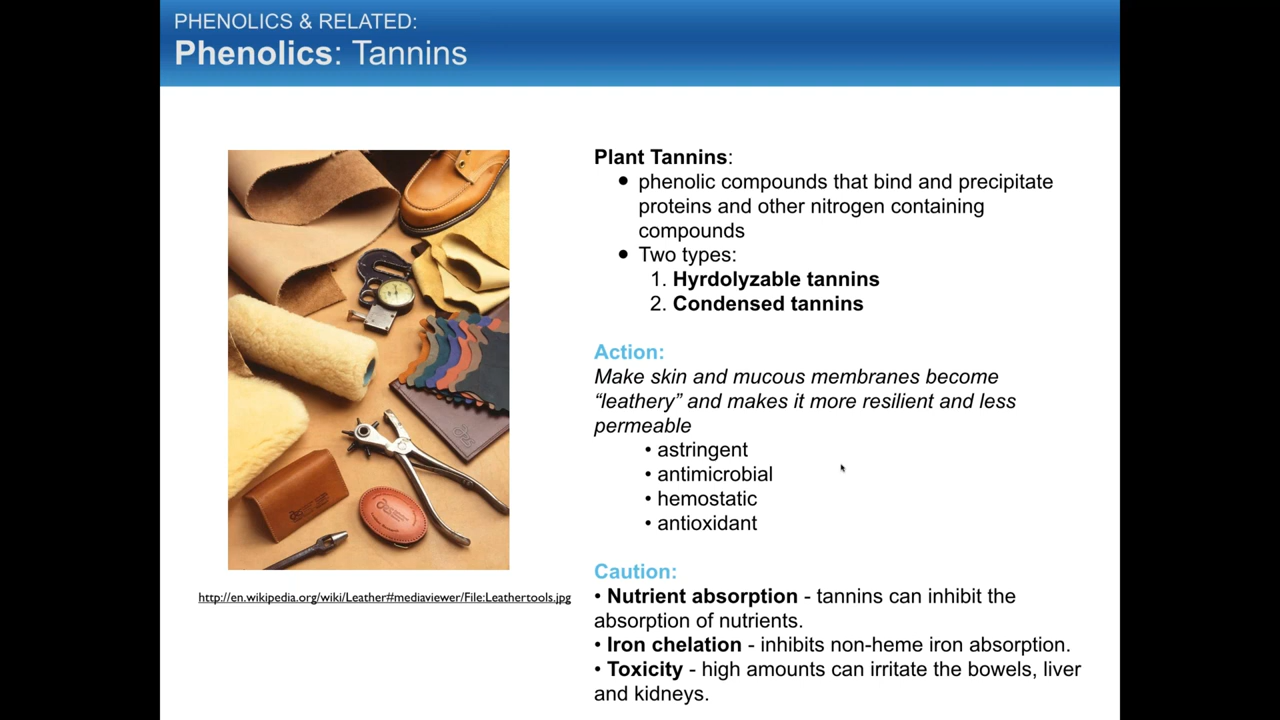 PHENOLICS & RELATED:
Phenolics: Tannins
Plant Tannins:
● phenolic compounds that bind and precipitate
proteins and other nitrogen containing
compounds
● Two types:
1. Hyrdolyzable tannins
2. Condensed tannins
Action:
Make skin and mucous membranes become
“leathery” and makes it more resilient and less
permeable
• astringent
• antimicrobial
• hemostatic
• antioxidant
Caution:
• Nutrient absorption - tannins can inhibit the
absorption of nutrients.
• Iron chelation - inhibits non-heme iron absorption.
• Toxicity - high amounts can irritate the bowels, liver
and kidneys.
http://en.wikipedia.org/wiki/Leather#mediaviewer/File:Leathertools.jpg